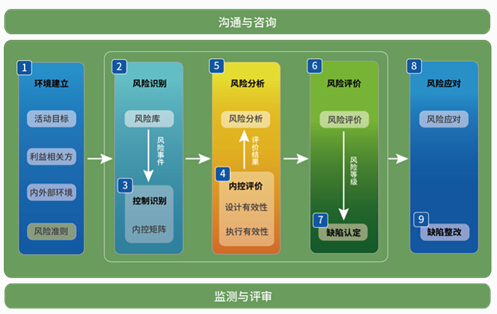 沟通与咨询
1
环境建立
活动目标
利益相关方
内外部环境
风险准则
2
风险识别
风险库
风险事件
3
控制识别
内控矩阵
5
风险分析
风险分析
评价结果
4
内控评价
设计有效性
执行有效性
6
风险评价
风险评价
风险等级
7
缺陷认定
8
风险应对
风险应对
9
缺陷整改
监测与评审